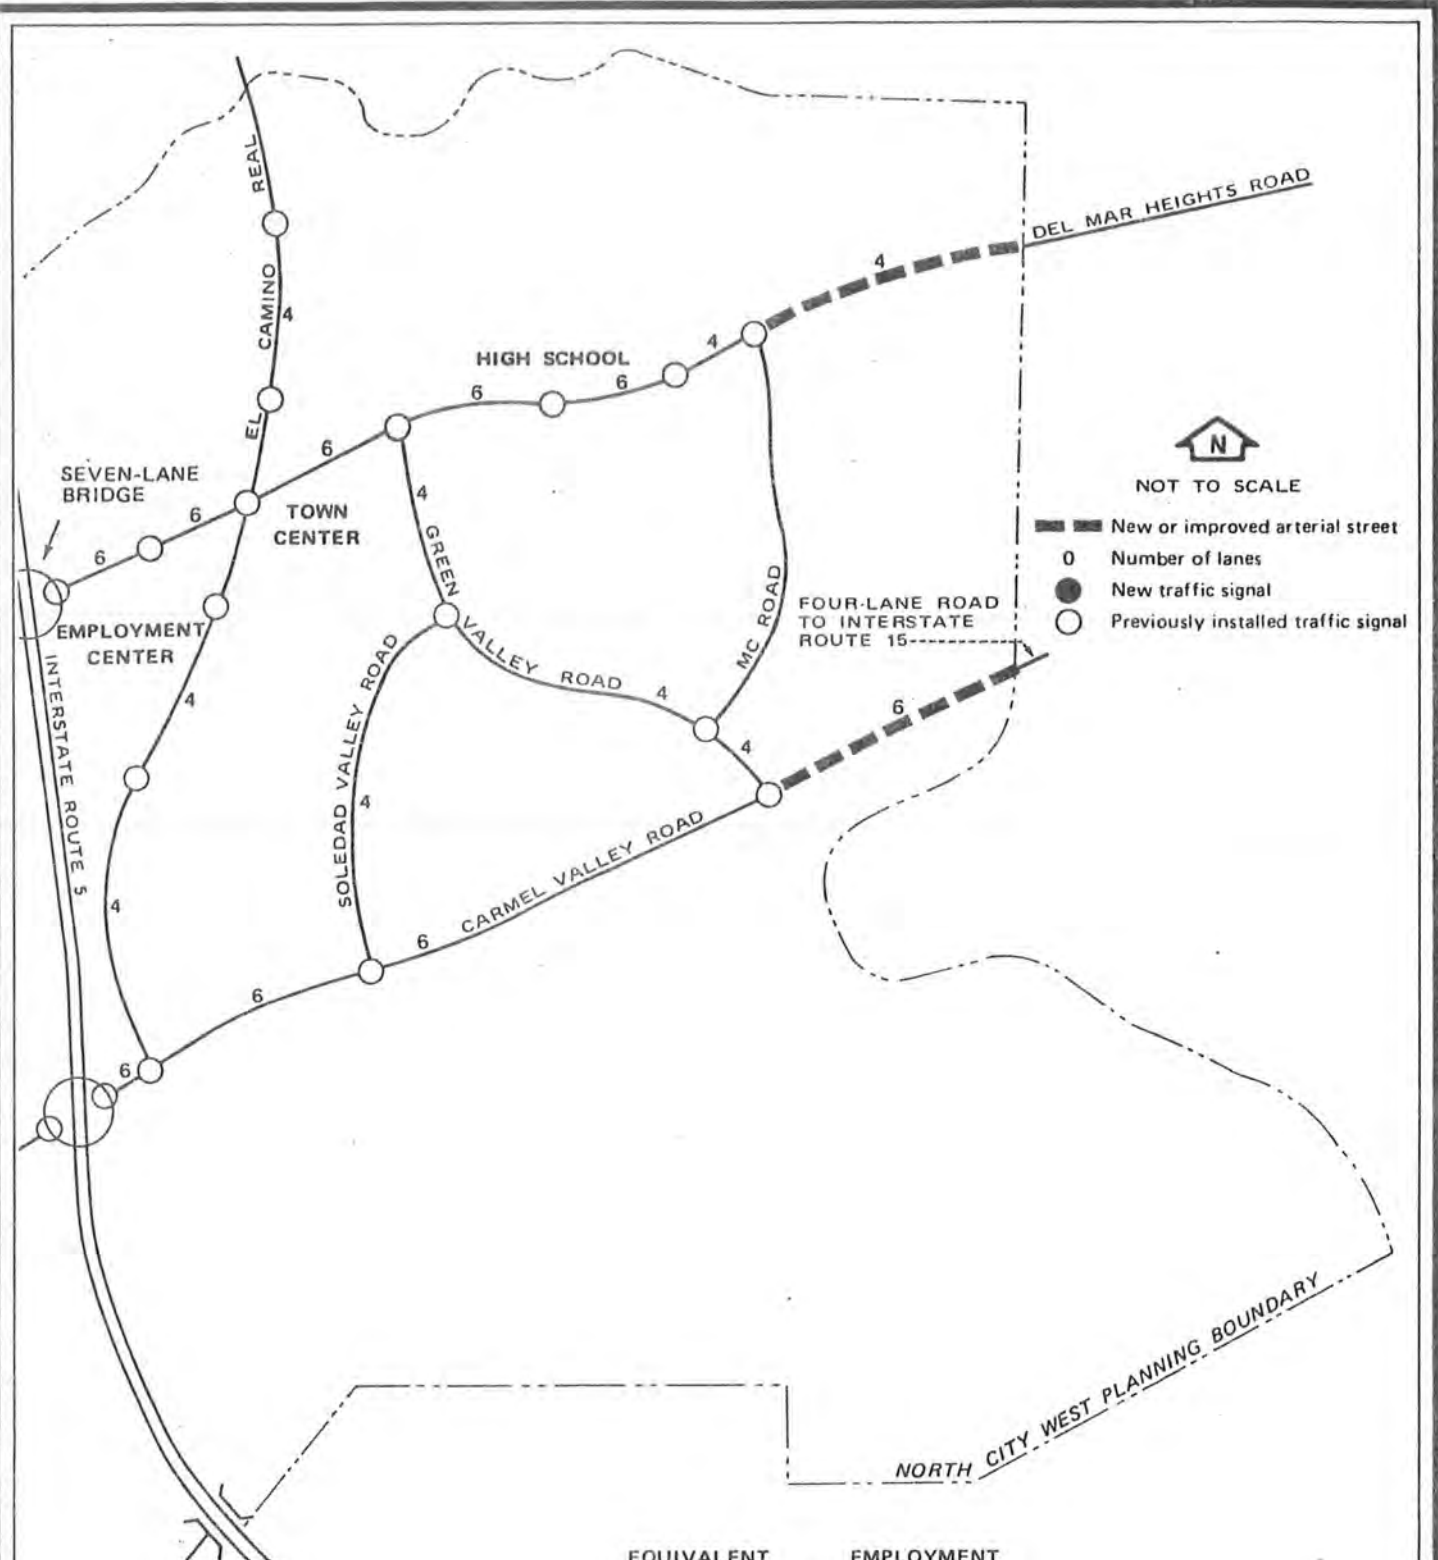 EL CAMINO REAL
4
DEL MAR HEIGHTS ROAD
4
4
HIGH SCHOOL
6
6
6
SEVEN-LANE
BRIDGE
6
6
TOWN
CENTER
4
GREEN VALLEY ROAD
4
4
N
NOT TO SCALE
New or improved arterial street
0 Number of lanes
New traffic signal
Previously installed traffic signal
FOUR-LANE ROAD
TO INTERSTATE
ROUTE 15
MC ROAD
6
EMPLOYMENT
CENTER
INTERSTATE ROUTE 5
4
4
SOLEDAD VALLEY ROAD
4
CARMEL VALLEY ROAD
6
6
6
NORTH CITY WEST PLANNING BOUNDARY
EQUIVALENT EMPLOYMENT